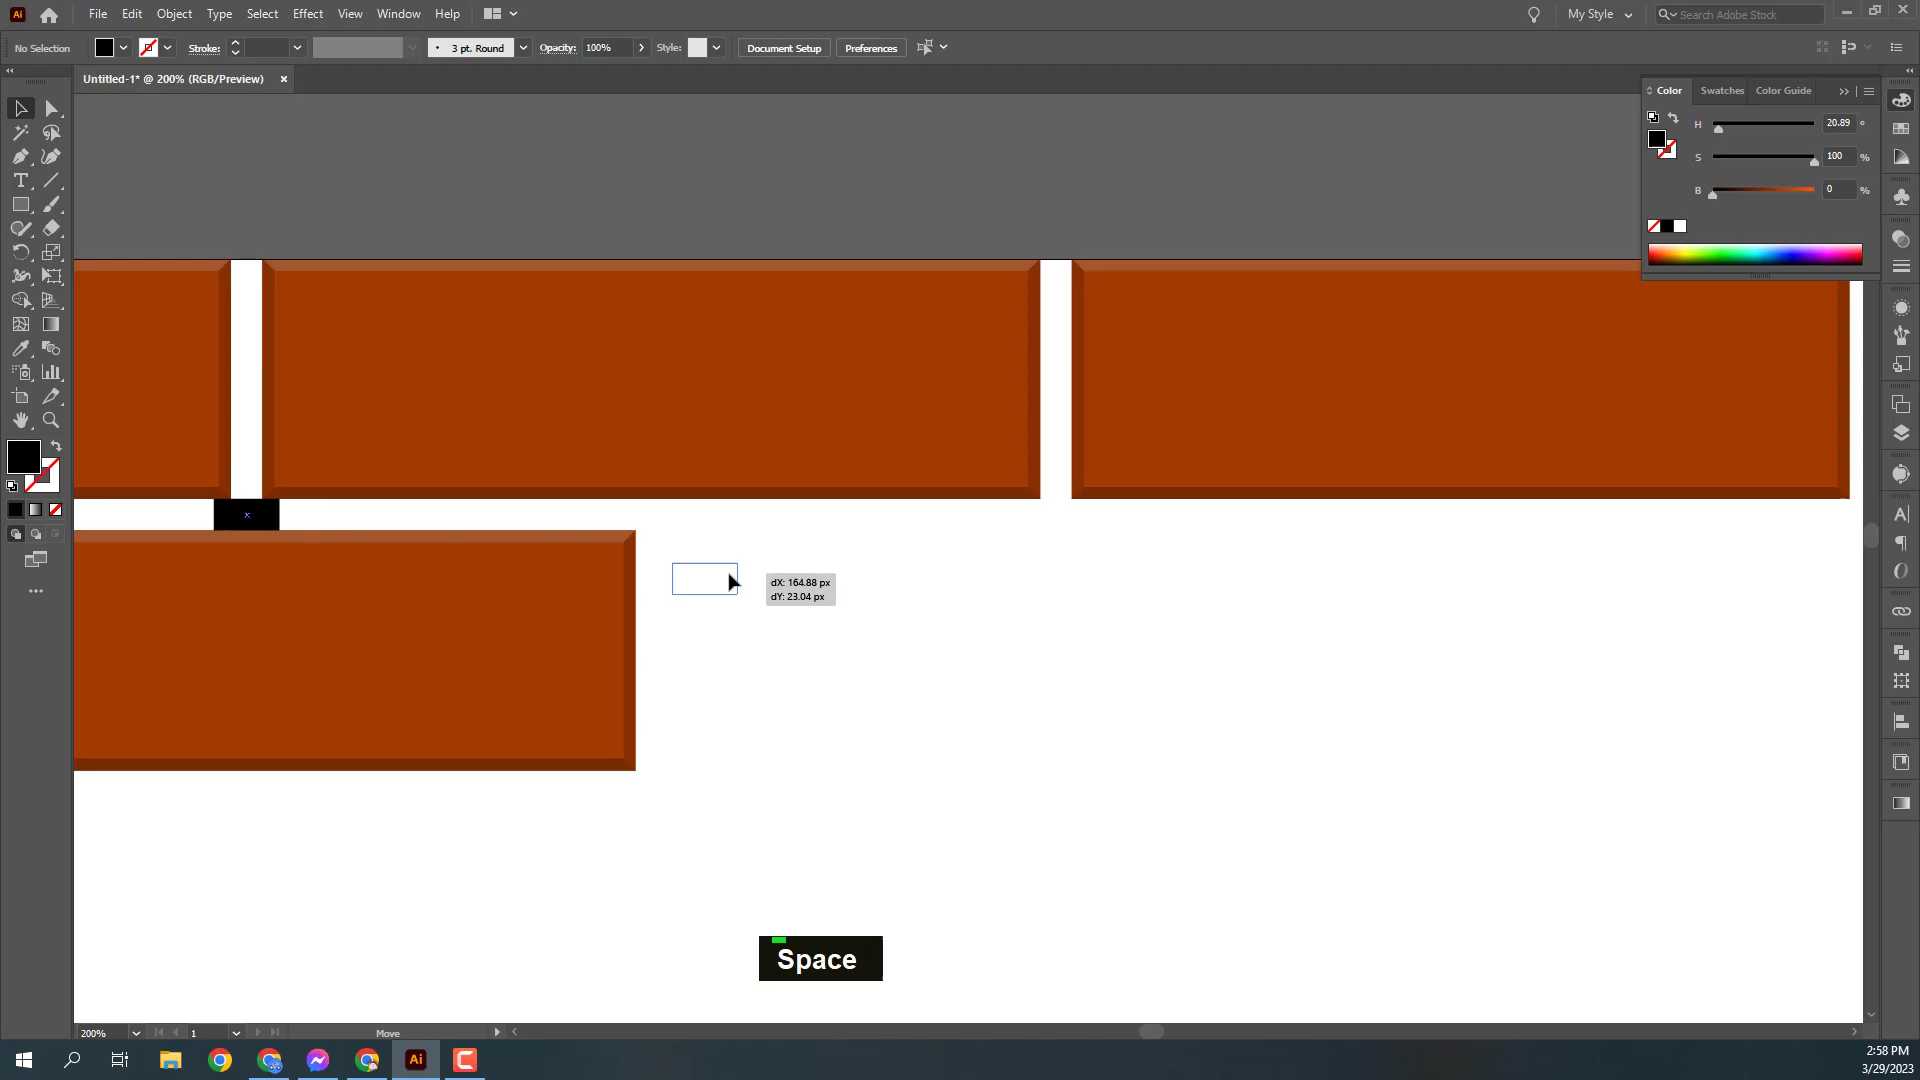 Ai File Edit Object Type Select Effect View Window Help My Style Search Adobe Stock
No Selection Stroke: 3 pt. Round Opacity: 100% Style: Document Setup Preferences
Untitled-1* @ 200% (RGB/Preview) ×
Color Swatches Color Guide
H 20.89 °
S 100 %
B 0 %
dX: 164.88 px
dY: 23.04 px
Space
200% 1 Move
Ai
2:58 PM
3/29/2023